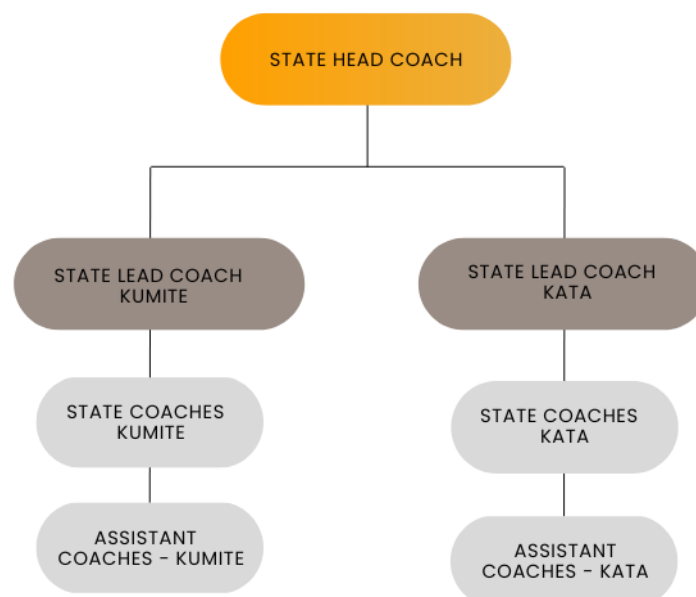 STATE HEAD COACH
STATE LEAD COACH
KUMITE
STATE LEAD COACH
KATA
STATE COACHES
KUMITE
STATE COACHES
KATA
ASSISTANT
COACHES - KUMITE
ASSISTANT
COACHES - KATA